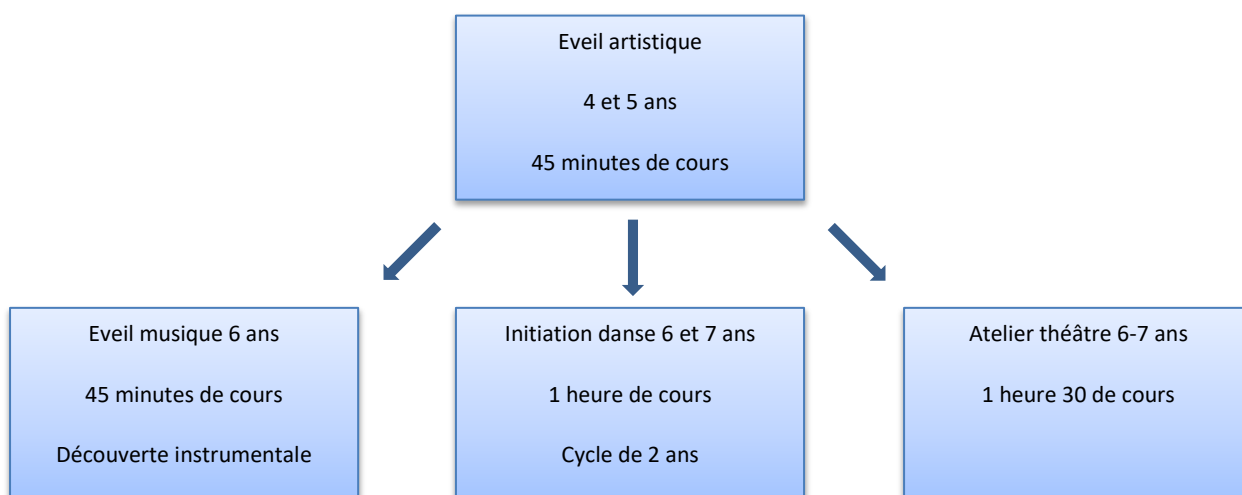 Eveil artistique
4 et 5 ans
45 minutes de cours
Eveil musique 6 ans
45 minutes de cours
Découverte instrumentale
Initiation danse 6 et 7 ans
1 heure de cours
Cycle de 2 ans
Atelier théâtre 6-7 ans
1 heure 30 de cours